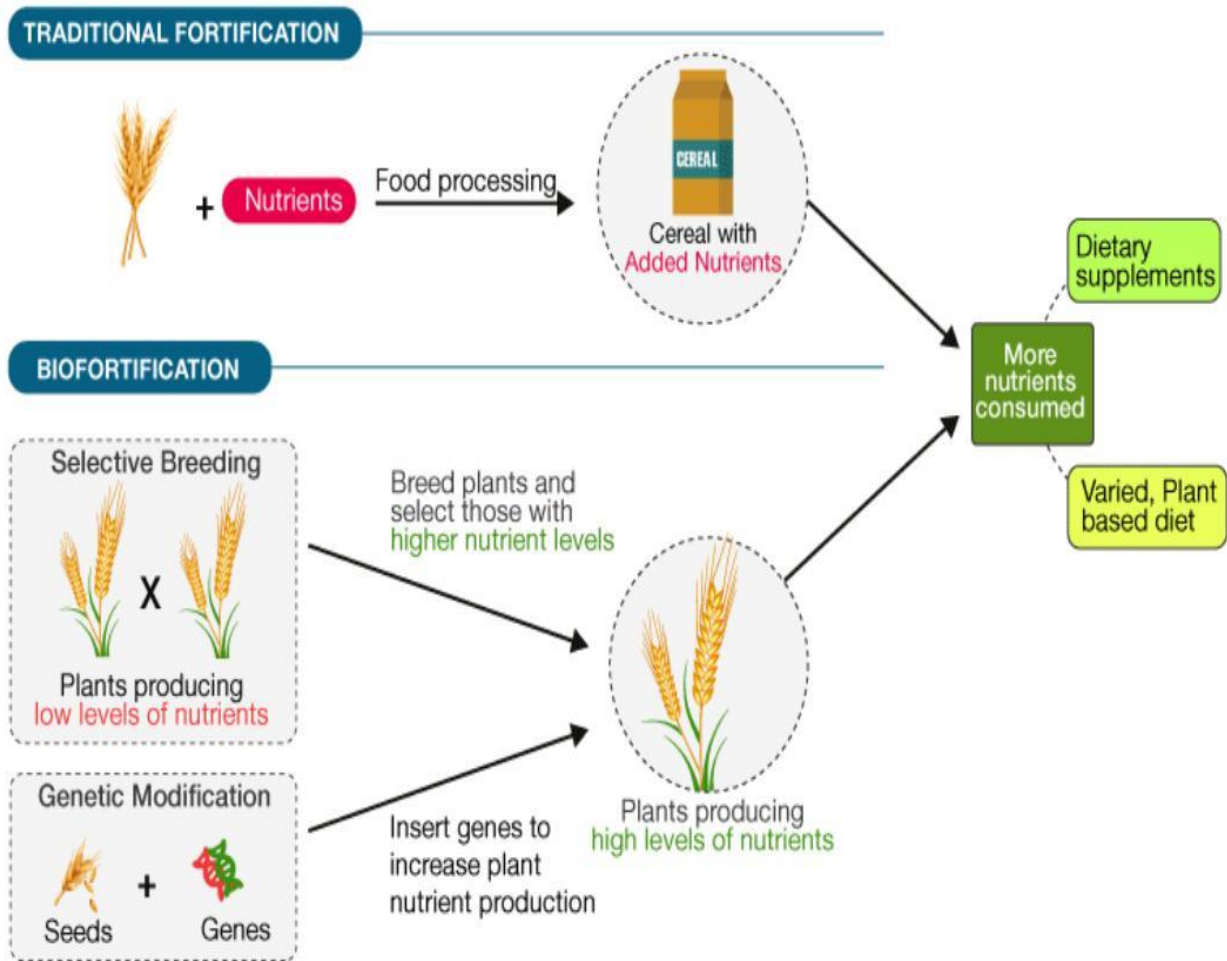 TRADITIONAL FORTIFICATION
+
Nutrients
Food processing
CEREAL
Cereal with
Added Nutrients
Dietary
supplements
More
nutrients
consumed
Varied, Plant
based diet
BIOFORTIFICATION
Selective Breeding
X
Plants producing
low levels of nutrients
Breed plants and
select those with
higher nutrient levels
Genetic Modification
+
Seeds
Genes
Insert genes to
increase plant
nutrient production
Plants producing
high levels of nutrients